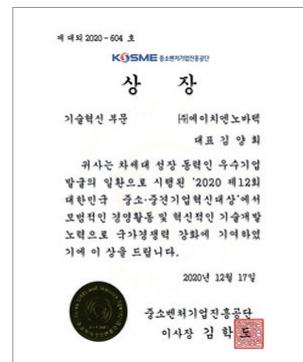 제 대외 2020 - 604 호
KOSME 중소벤처기업진흥공단
상 장
기술혁신 부문 ㈜에이치엔노바텍
대표 김 양 희
귀사는 차세대 성장 동력인 우수기업
발굴의 일환으로 시행된 '2020 제12회
대한민국 중소·중견기업혁신대상'에서
모범적인 경영활동 및 혁신적인 기술개발
노력으로 국가경쟁력 강화에 기여하였
기에 이 상을 드립니다.
2020년 12월 17일
중소벤처기업진흥공단
이사장 김 학 도